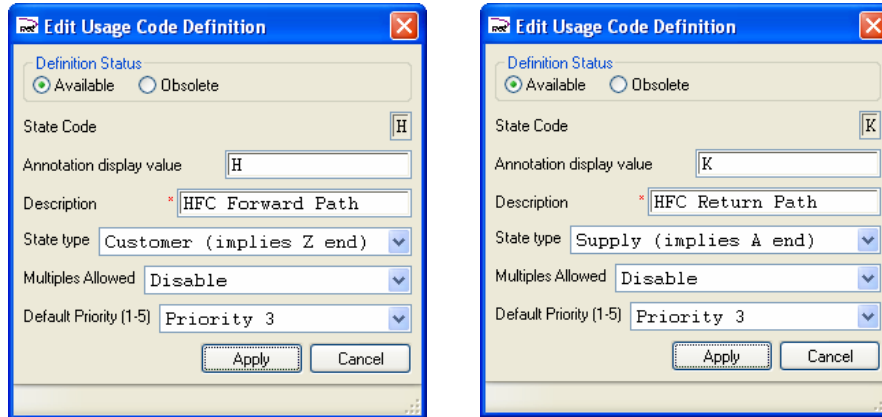 Edit Usage Code Definition
Definition Status
Available Obsolete
State Code H
Annotation display value H
Description * HFC Forward Path
State type Customer (implies Z end)
Multiples Allowed Disable
Default Priority (1-5) Priority 3
Apply Cancel
Edit Usage Code Definition
Definition Status
Available Obsolete
State Code K
Annotation display value K
Description * HFC Return Path
State type Supply (implies A end)
Multiples Allowed Disable
Default Priority (1-5) Priority 3
Apply Cancel